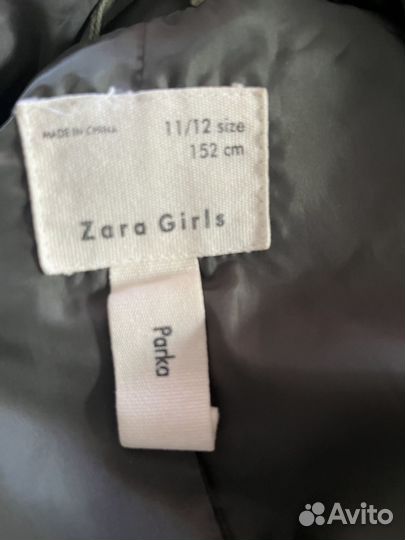 MADE IN CHINA
11/12 size
152 cm
Zara Girls
Parka
Avito